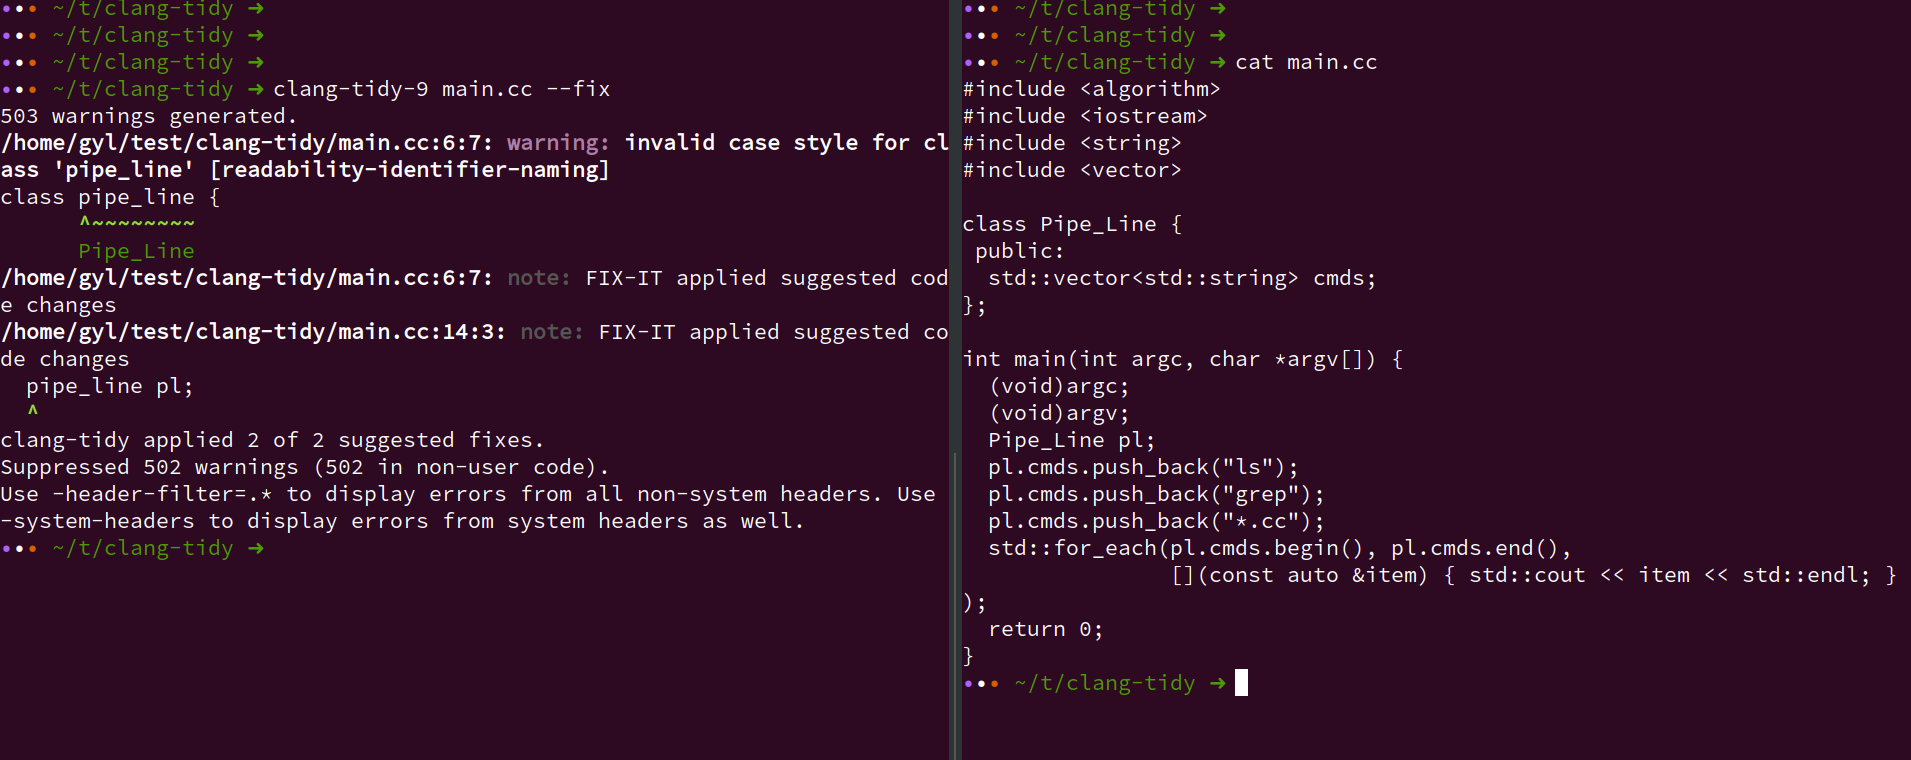 ••• ~/t/clang-tidy ➜
••• ~/t/clang-tidy ➜
••• ~/t/clang-tidy ➜
••• ~/t/clang-tidy ➜ clang-tidy-9 main.cc --fix
503 warnings generated.
/home/gyl/test/clang-tidy/main.cc:6:7: warning: invalid case style for cl
ass 'pipe_line' [readability-identifier-naming]
class pipe_line {
      ^~~~~~~~~
      Pipe_Line
/home/gyl/test/clang-tidy/main.cc:6:7: note: FIX-IT applied suggested cod
e changes
/home/gyl/test/clang-tidy/main.cc:14:3: note: FIX-IT applied suggested co
de changes
  pipe_line pl;
  ^
clang-tidy applied 2 of 2 suggested fixes.
Suppressed 502 warnings (502 in non-user code).
Use -header-filter=.* to display errors from all non-system headers. Use
-system-headers to display errors from system headers as well.
••• ~/t/clang-tidy ➜
••• ~/t/clang-tidy ➜
••• ~/t/clang-tidy ➜
••• ~/t/clang-tidy ➜ cat main.cc
#include <algorithm>
#include <iostream>
#include <string>
#include <vector>

class Pipe_Line {
 public:
  std::vector<std::string> cmds;
};

int main(int argc, char *argv[]) {
  (void)argc;
  (void)argv;
  Pipe_Line pl;
  pl.cmds.push_back("ls");
  pl.cmds.push_back("grep");
  pl.cmds.push_back("*.cc");
  std::for_each(pl.cmds.begin(), pl.cmds.end(),
                [](const auto &item) { std::cout << item << std::endl; }
);
  return 0;
}
••• ~/t/clang-tidy ➜